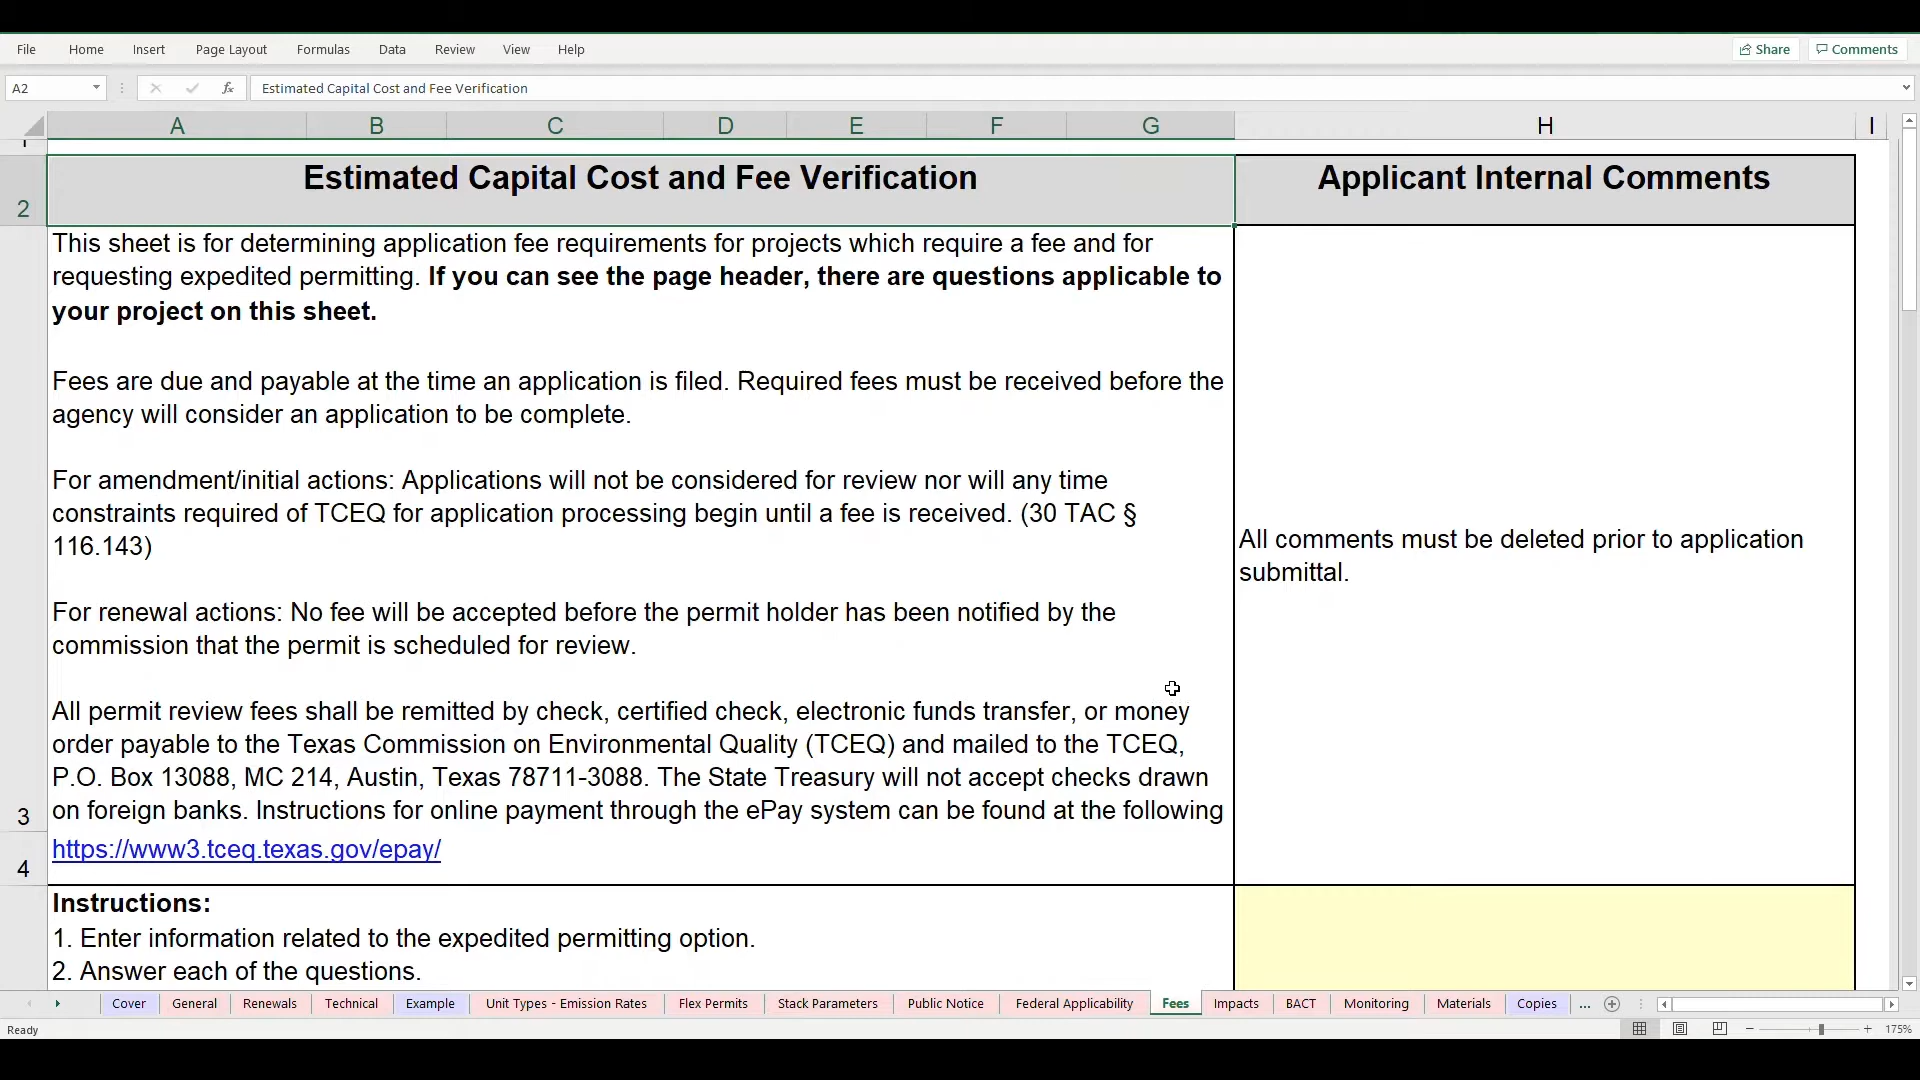 File Home Insert Page Layout Formulas Data Review View Help Share Comments
A2 fx Estimated Capital Cost and Fee Verification
A B C D E F G H I
2 Estimated Capital Cost and Fee Verification Applicant Internal Comments
This sheet is for determining application fee requirements for projects which require a fee and for
requesting expedited permitting. If you can see the page header, there are questions applicable to
your project on this sheet.
Fees are due and payable at the time an application is filed. Required fees must be received before the
agency will consider an application to be complete.
For amendment/initial actions: Applications will not be considered for review nor will any time
constraints required of TCEQ for application processing begin until a fee is received. (30 TAC §
116.143)
All comments must be deleted prior to application
submittal.
For renewal actions: No fee will be accepted before the permit holder has been notified by the
commission that the permit is scheduled for review.
All permit review fees shall be remitted by check, certified check, electronic funds transfer, or money
order payable to the Texas Commission on Environmental Quality (TCEQ) and mailed to the TCEQ,
P.O. Box 13088, MC 214, Austin, Texas 78711-3088. The State Treasury will not accept checks drawn
3 on foreign banks. Instructions for online payment through the ePay system can be found at the following
4 https://www3.tceq.texas.gov/epay/
Instructions:
1. Enter information related to the expedited permitting option.
2. Answer each of the questions.
Cover General Renewals Technical Example Unit Types - Emission Rates Flex Permits Stack Parameters Public Notice Federal Applicability Fees Impacts BACT Monitoring Materials Copies ...
Ready 175%